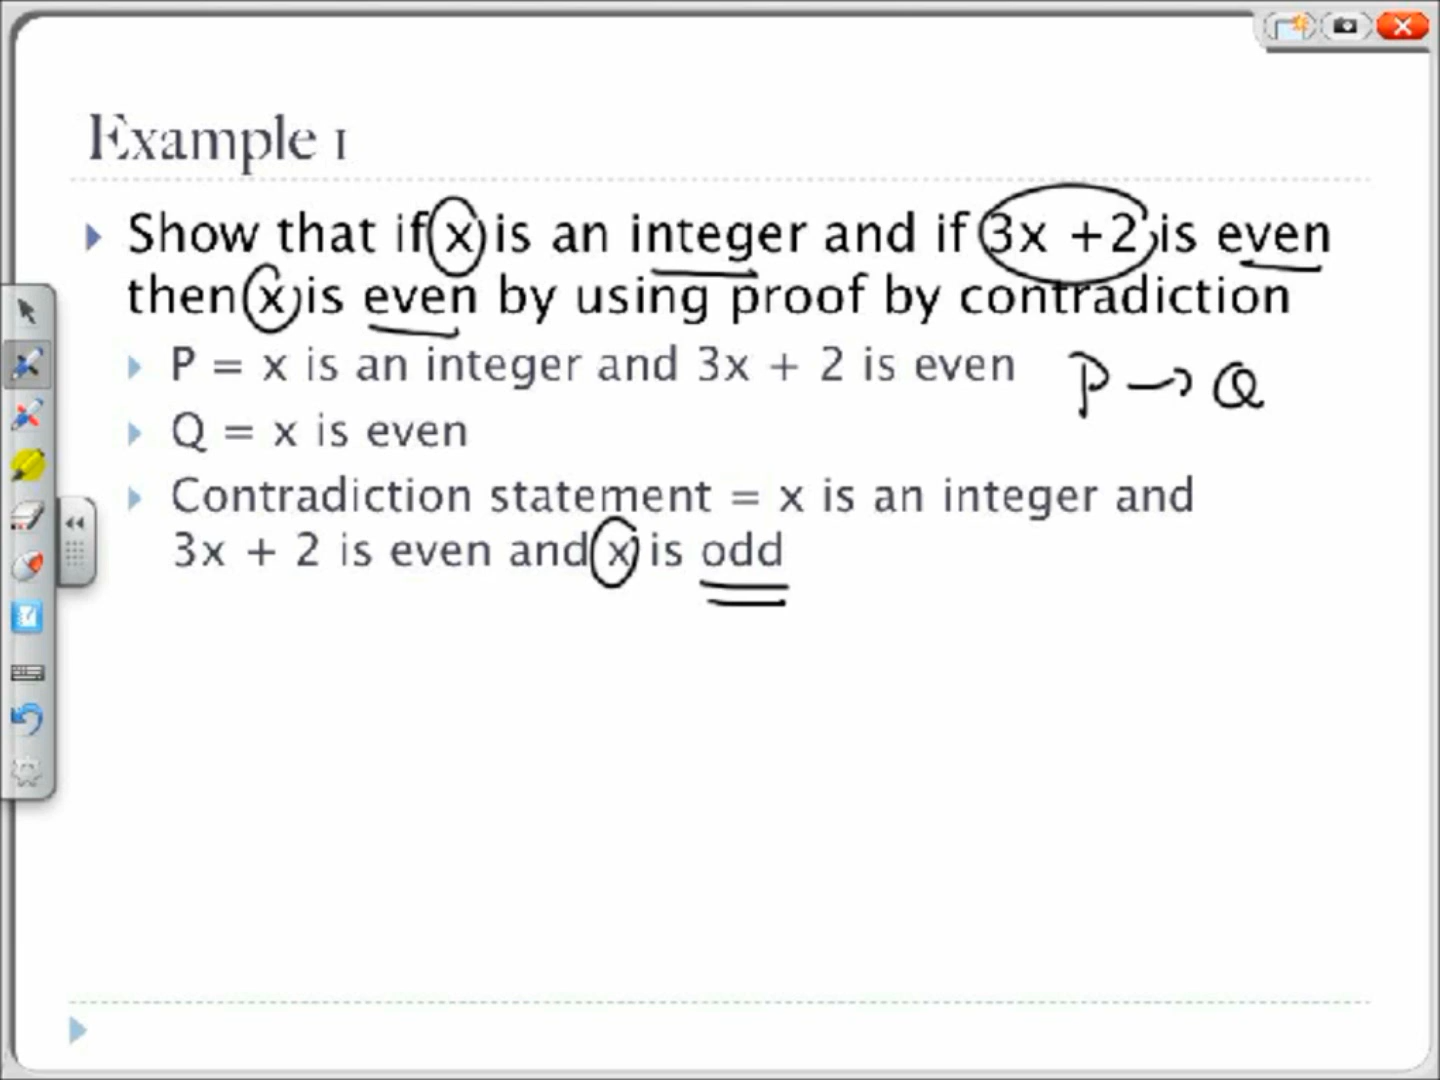 Example 1
Show that if x is an integer and if 3x +2 is even
then x is even by using proof by contradiction
P = x is an integer and 3x + 2 is even P → Q
Q = x is even
Contradiction statement = x is an integer and
3x + 2 is even and x is odd